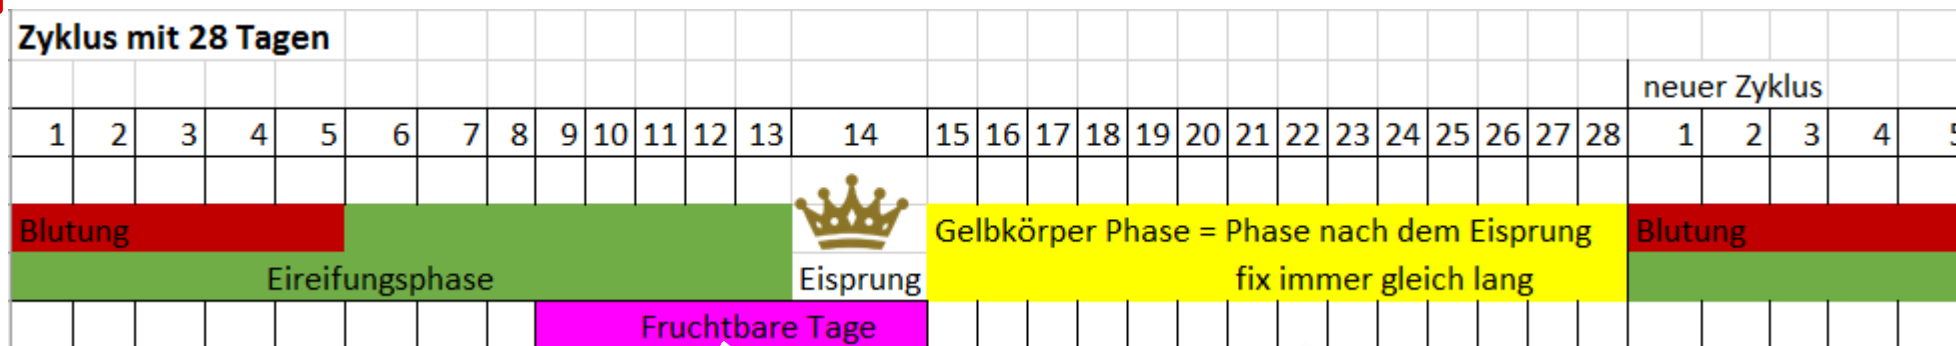 Zyklus mit 28 Tagen
neuer Zyklus
1 2 3 4 5 6 7 8 9 10 11 12 13 14 15 16 17 18 19 20 21 22 23 24 25 26 27 28 1 2 3 4 5
Blutung Gelbkörper Phase = Phase nach dem Eisprung Blutung
Eireifungsphase Eisprung fix immer gleich lang
Fruchtbare Tage